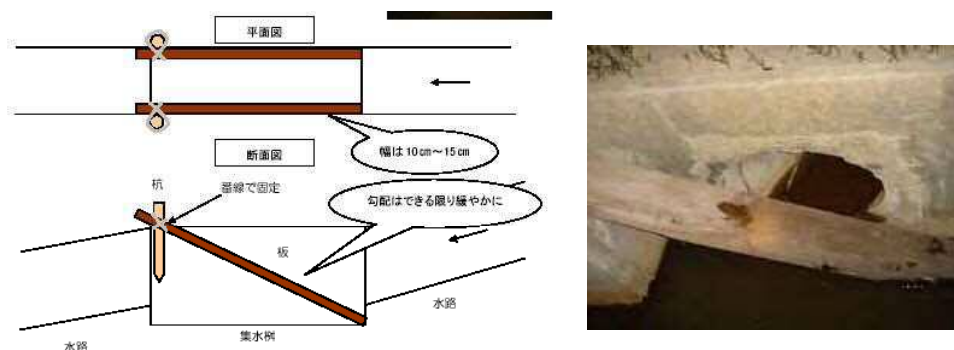 平面図
幅は10cm～15cm
断面図
杭
番線で固定
勾配はできる限り緩やかに
板
水路
集水桝
水路